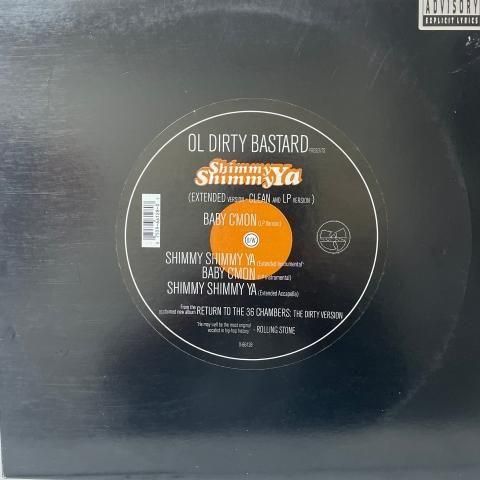 ADVISORY
EXPLICIT LYRICS
OL DIRTY BASTARD PRESENTS
Shimmy
Shimmy Ya
(EXTENDED VERSION - CLEAN AND LP VERSION)
BABY C'MON (LP Version)
SHIMMY SHIMMY YA (Extended Instrumental)
BABY C'MON (LP Instrumental)
SHIMMY SHIMMY YA (Extended Accapella)
From the
acclaimed new album RETURN TO THE 36 CHAMBERS: THE DIRTY VERSION
"He may well be the most original
vocalist in hip-hop history" - ROLLING STONE
0-66128